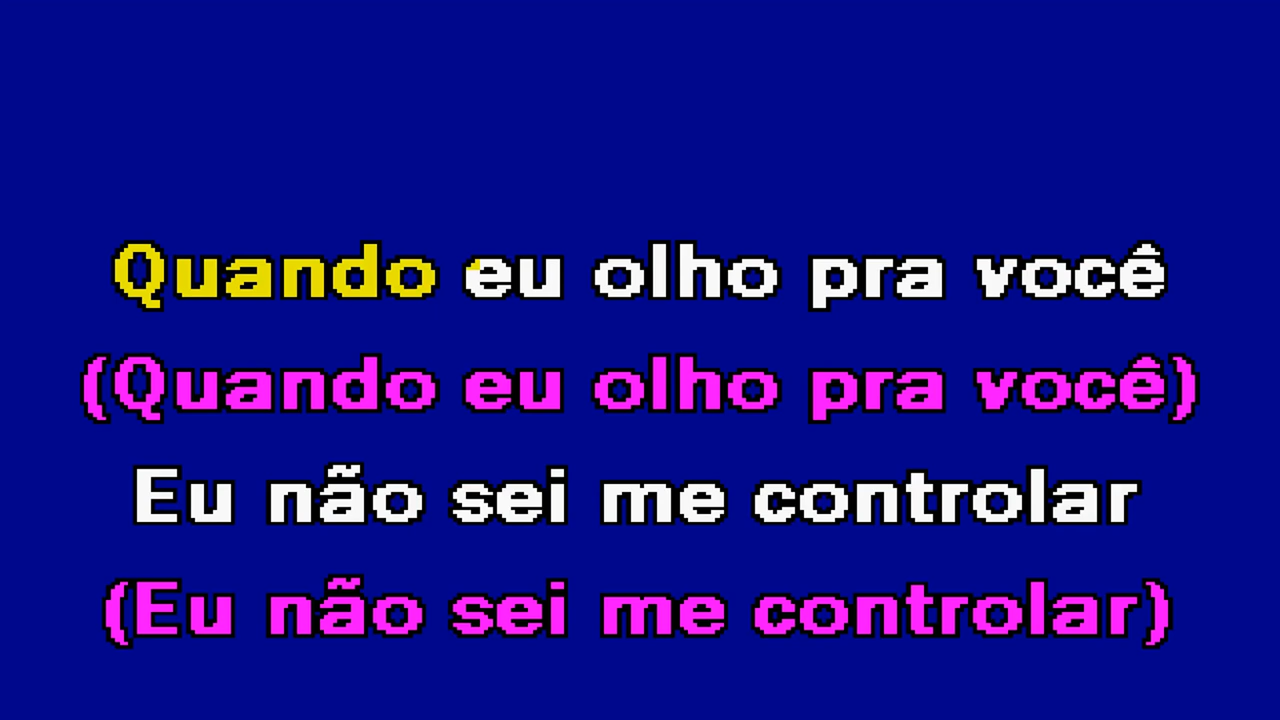 Quando eu olho pra você
(Quando eu olho pra você)
Eu não sei me controlar
(Eu não sei me controlar)